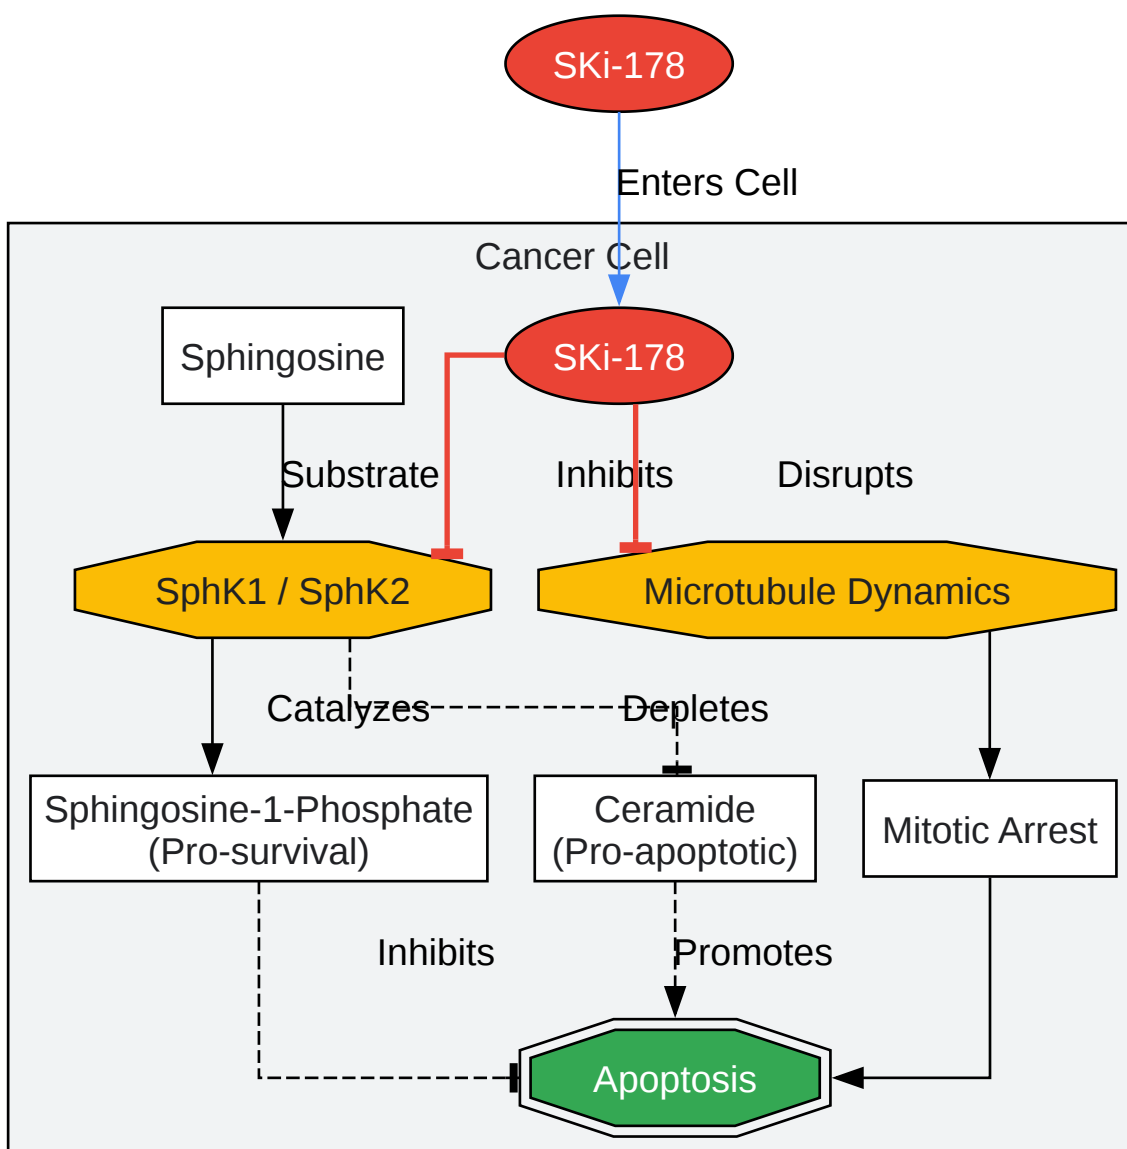 SKi-178
Enters Cell
Cancer Cell
Sphingosine
SKi-178
Substrate
Inhibits
Disrupts
SphK1 / SphK2
Microtubule Dynamics
Catalyzes
Depletes
Sphingosine-1-Phosphate
(Pro-survival)
Ceramide
(Pro-apoptotic)
Mitotic Arrest
Inhibits
Promotes
Apoptosis